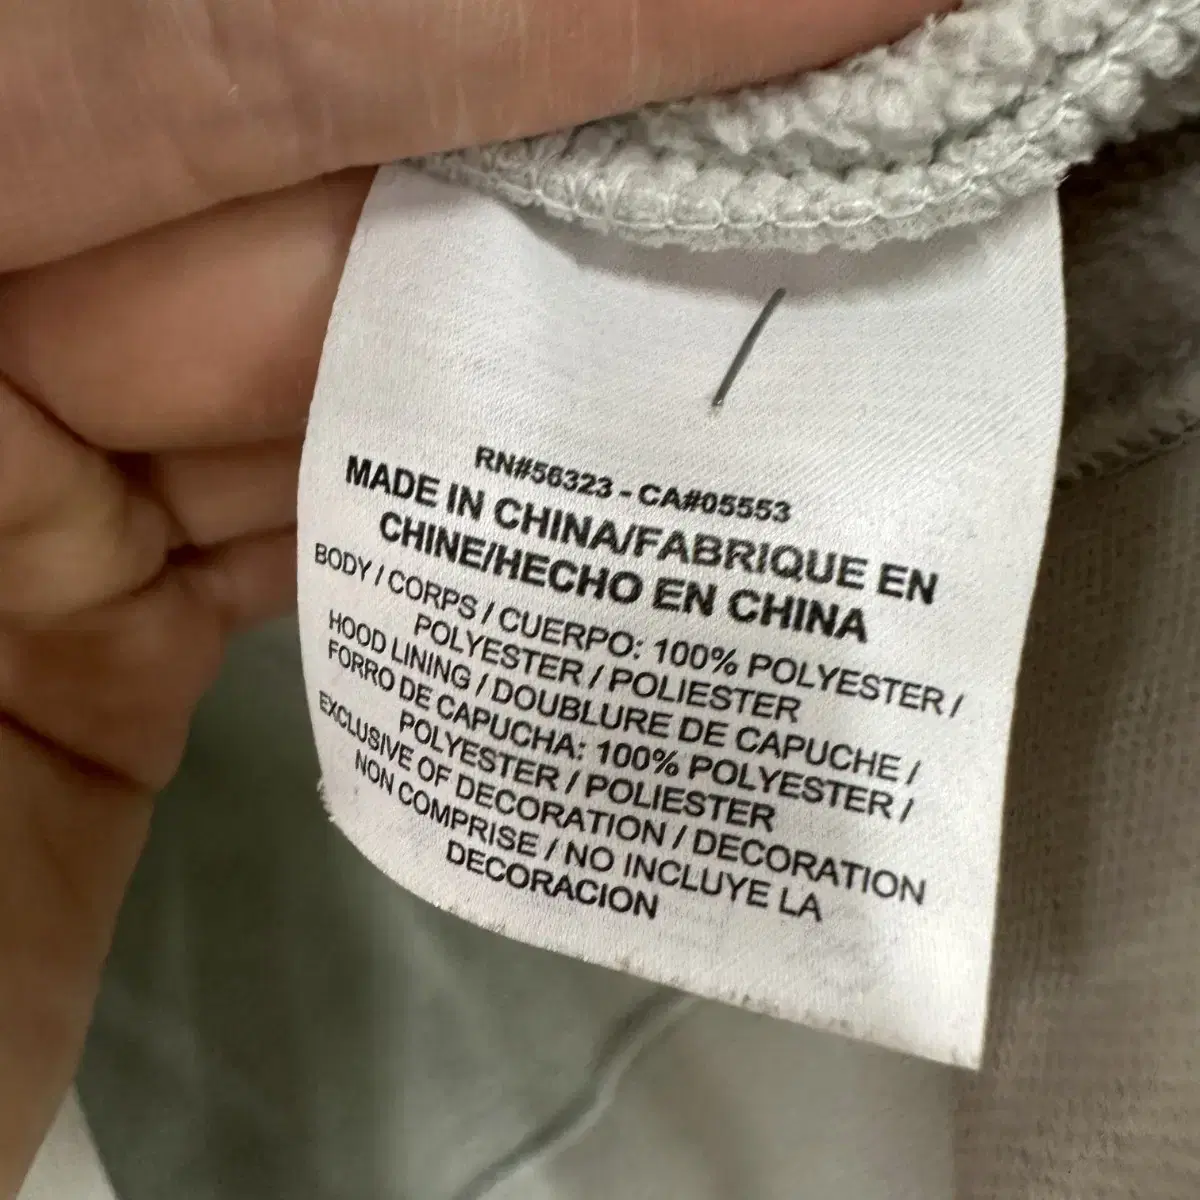 RN#56323 - CA#05553
MADE IN CHINA/FABRIQUE EN
CHINE/HECHO EN CHINA
BODY / CORPS / CUERPO: 100% POLYESTER /
POLYESTER / POLIESTER
HOOD LINING / DOUBLURE DE CAPUCHE /
FORRO DE CAPUCHA: 100% POLYESTER /
POLYESTER / POLIESTER
EXCLUSIVE OF DECORATION / DECORATION
NON COMPRISE / NO INCLUYE LA
DECORACION